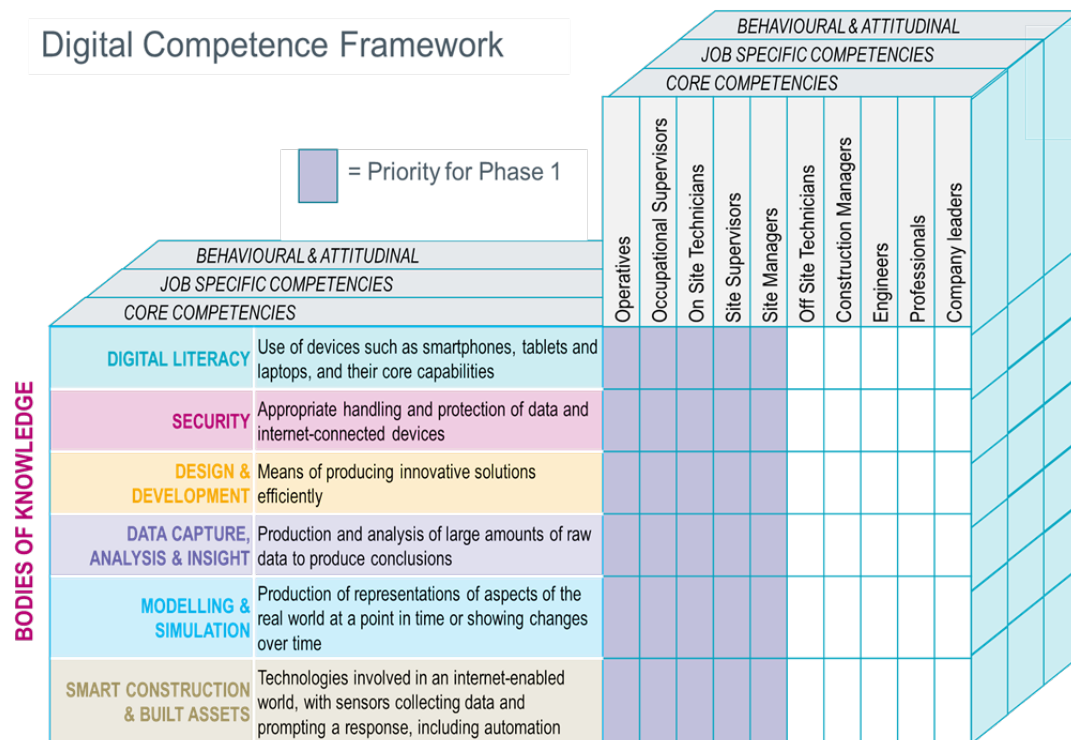 Digital Competence Framework
BEHAVIOURAL & ATTITUDINAL
JOB SPECIFIC COMPETENCIES
CORE COMPETENCIES
= Priority for Phase 1
Operatives
Occupational Supervisors
On Site Technicians
Site Supervisors
Site Managers
Off Site Technicians
Construction Managers
Engineers
Professionals
Company leaders
BEHAVIOURAL & ATTITUDINAL
JOB SPECIFIC COMPETENCIES
CORE COMPETENCIES
BODIES OF KNOWLEDGE
DIGITAL LITERACY
Use of devices such as smartphones, tablets and
laptops, and their core capabilities
SECURITY
Appropriate handling and protection of data and
internet-connected devices
DESIGN &
DEVELOPMENT
Means of producing innovative solutions
efficiently
DATA CAPTURE,
ANALYSIS & INSIGHT
Production and analysis of large amounts of raw
data to produce conclusions
MODELLING &
SIMULATION
Production of representations of aspects of the
real world at a point in time or showing changes
over time
SMART CONSTRUCTION
& BUILT ASSETS
Technologies involved in an internet-enabled
world, with sensors collecting data and
prompting a response, including automation